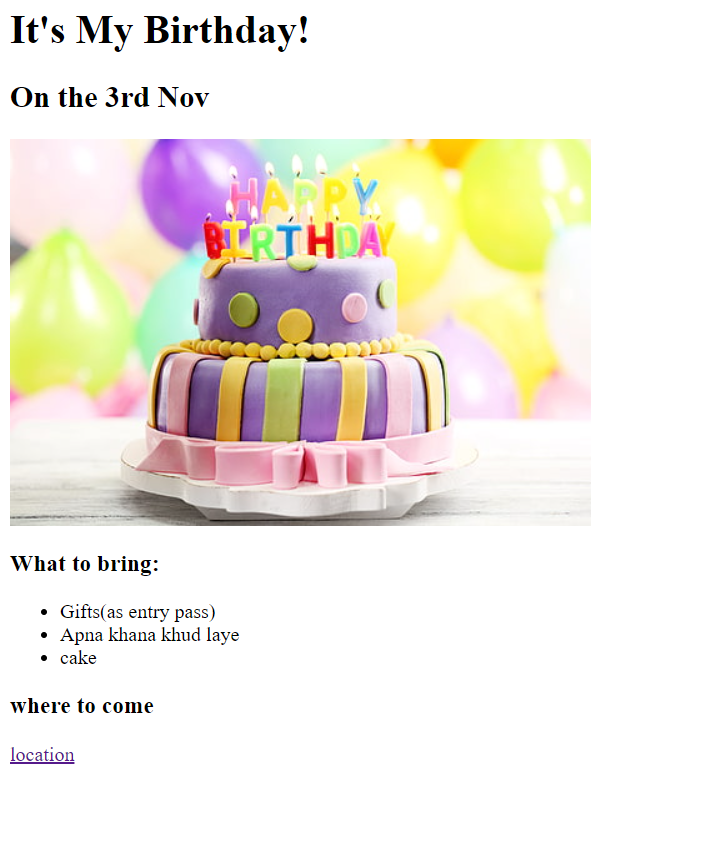 It's My Birthday!
On the 3rd Nov
HAPPY
BIRTHDAY
What to bring:
Gifts(as entry pass)
Apna khana khud laye
cake
where to come
location